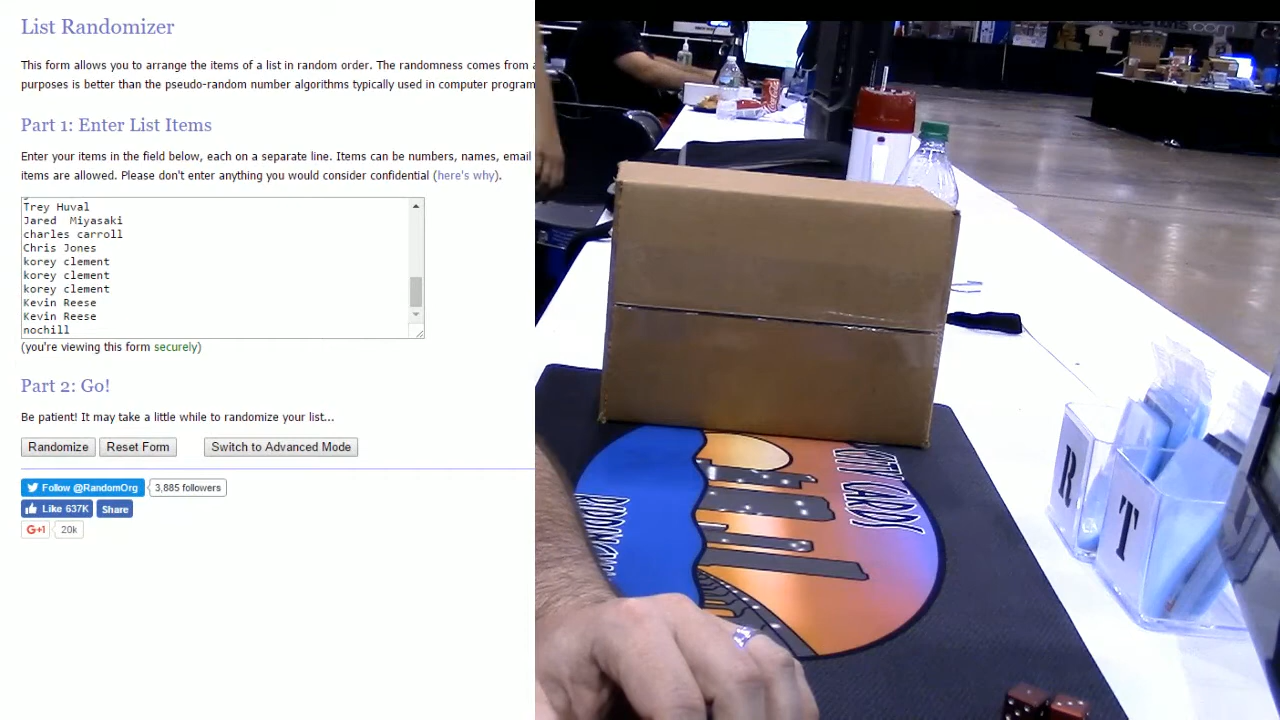 List Randomizer
This form allows you to arrange the items of a list in random order. The randomness comes from
purposes is better than the pseudo-random number algorithms typically used in computer program
Part 1: Enter List Items
Enter your items in the field below, each on a separate line. Items can be numbers, names, email
items are allowed. Please don't enter anything you would consider confidential (here's why).
Trey Huval
Jared  Miyasaki
charles carroll
Chris Jones
korey clement
korey clement
korey clement
Kevin Reese
Kevin Reese
nochill
(you're viewing this form securely)
Part 2: Go!
Be patient! It may take a little while to randomize your list...
Randomize Reset Form Switch to Advanced Mode
Follow @RandomOrg 3,885 followers
Like 637K Share
G+1 20k
CITY CARDS
R
T